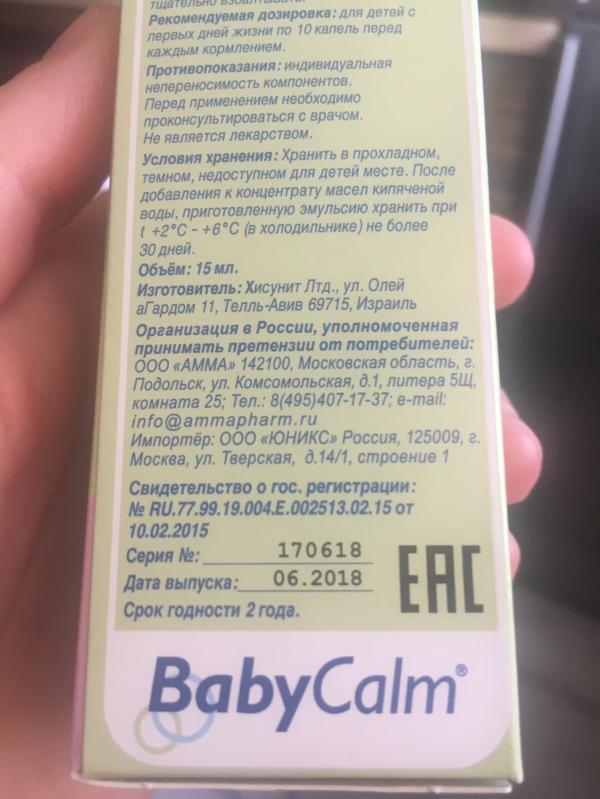 тщательно взбалтывать.
Рекомендуемая дозировка: для детей с
первых дней жизни по 10 капель перед
каждым кормлением.
Противопоказания: индивидуальная
непереносимость компонентов.
Перед применением необходимо
проконсультироваться с врачом.
Не является лекарством.
Условия хранения: Хранить в прохладном,
темном, недоступном для детей месте. После
добавления к концентрату масел кипяченой
воды, приготовленную эмульсию хранить при
t +2°C - +6°C (в холодильнике) не более
30 дней.
Объём: 15 мл.
Изготовитель: Хисунит Лтд., ул. Олей
аГардом 11, Телль-Авив 69715, Израиль
Организация в России, уполномоченная
принимать претензии от потребителей:
ООО «АММА» 142100, Московская область, г.
Подольск, ул. Комсомольская, д.1, литера 5Щ,
комната 25; Тел.: 8(495)407-17-37; e-mail:
info@ammapharm.ru
Импортёр: ООО «ЮНИКС» Россия, 125009, г.
Москва, ул. Тверская, д.14/1, строение 1
Свидетельство о гос. регистрации:
№ RU.77.99.19.004.E.002513.02.15 от
10.02.2015
Серия №: 170618
Дата выпуска: 06.2018
Срок годности 2 года.
EAC
BabyCalm®